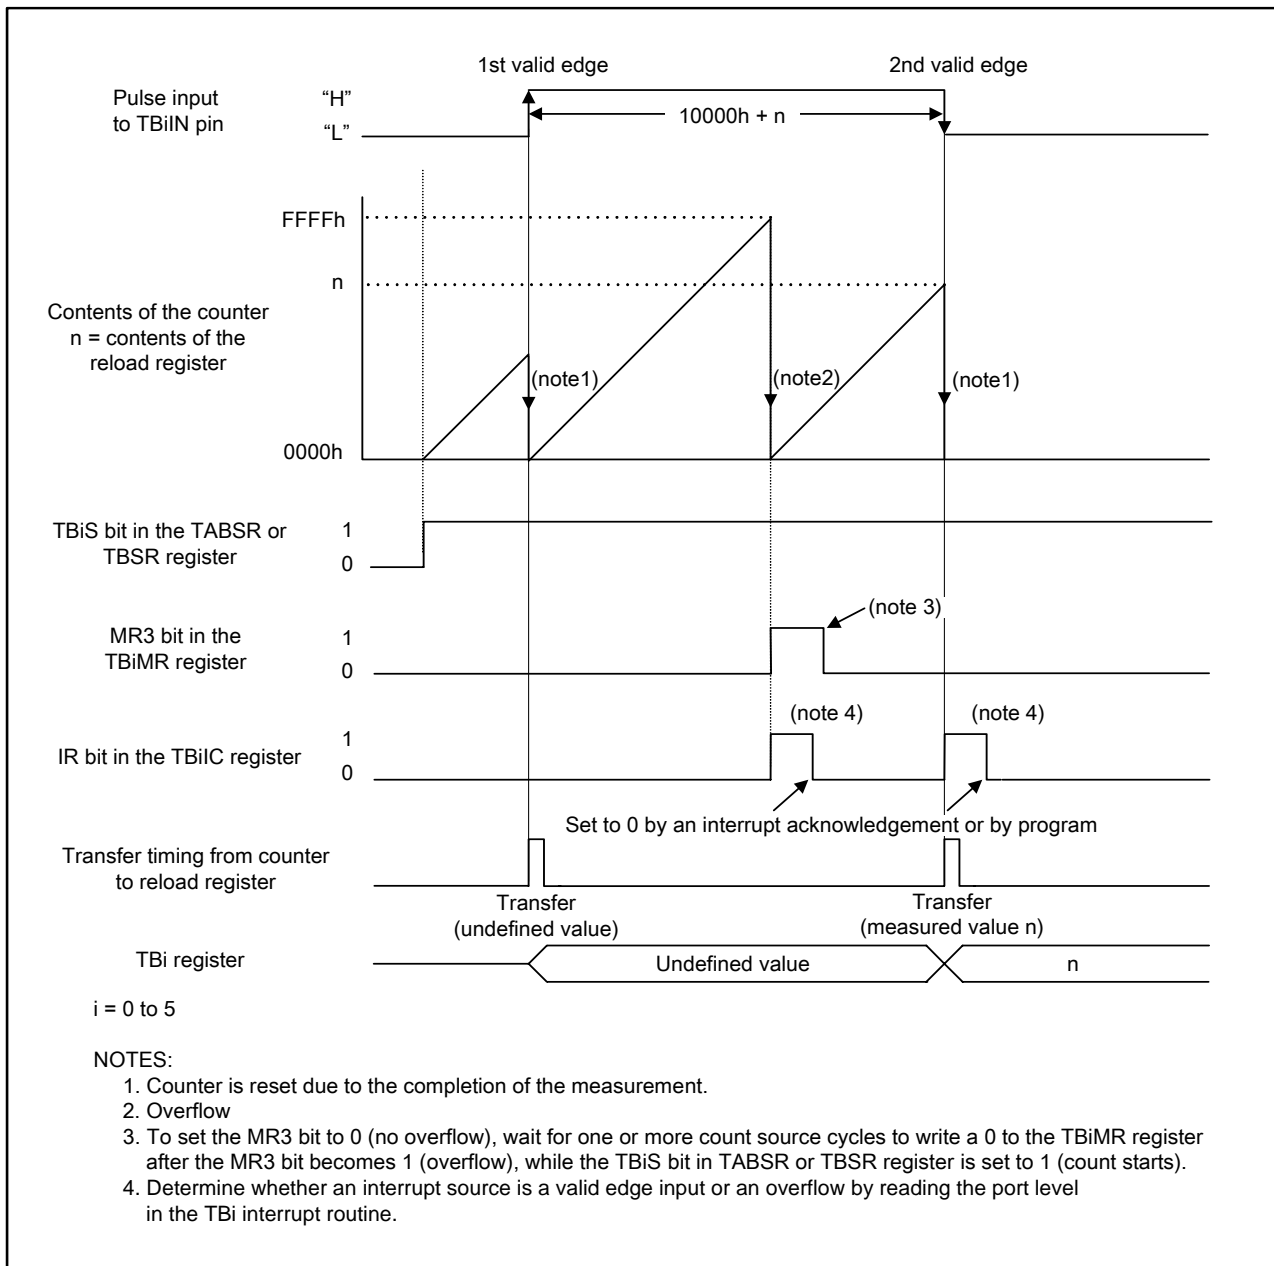 1st valid edge
2nd valid edge
Pulse input
to TBiIN pin
“H”
“L”
10000h + n
FFFFh
n
Contents of the counter
n = contents of the
reload register
(note1)
(note2)
(note1)
0000h
TBiS bit in the TABSR or
TBSR register
1
0
(note 3)
MR3 bit in the
TBiMR register
1
0
(note 4)
(note 4)
IR bit in the TBiIC register
1
0
Set to 0 by an interrupt acknowledgement or by program
Transfer timing from counter
to reload register
Transfer
(undefined value)
Transfer
(measured value n)
TBi register
Undefined value
n
i = 0 to 5
NOTES:
1. Counter is reset due to the completion of the measurement.
2. Overflow
3. To set the MR3 bit to 0 (no overflow), wait for one or more count source cycles to write a 0 to the TBiMR register
after the MR3 bit becomes 1 (overflow), while the TBiS bit in TABSR or TBSR register is set to 1 (count starts).
4. Determine whether an interrupt source is a valid edge input or an overflow by reading the port level
in the TBi interrupt routine.